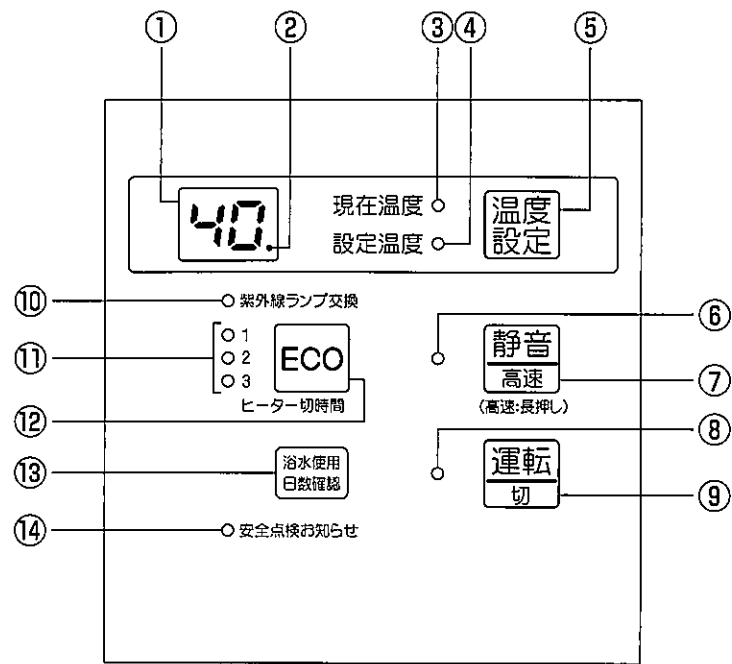 ① ② ③④ ⑤
40.
現在温度
設定温度
温度
設定
⑩ 紫外線ランプ交換
⑥
⑪
1
2
3
ECO
静音
高速
⑦
ヒーター切時間
(高速:長押し)
⑫
⑧
⑬
浴水使用
日数確認
運転
切
⑨
⑭ 安全点検お知らせ